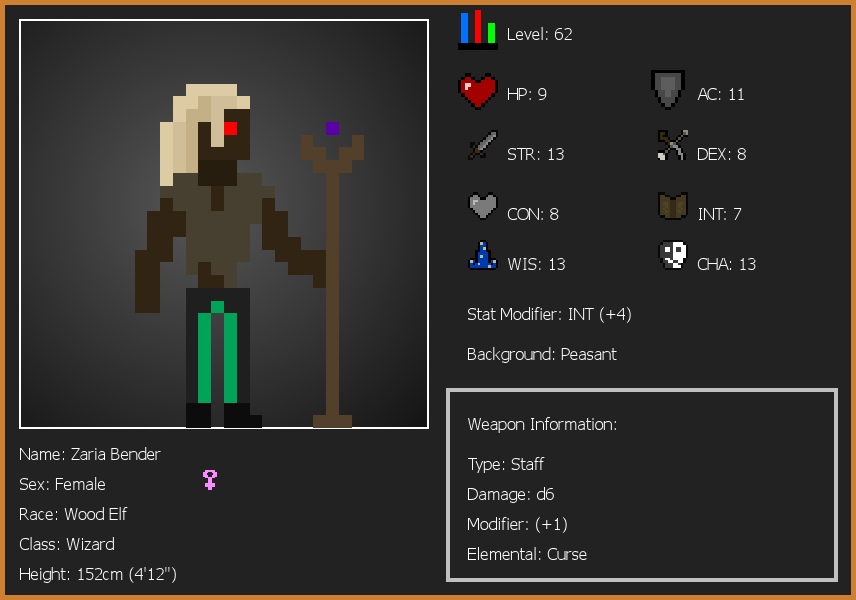 Level: 62
HP: 9
AC: 11
STR: 13
DEX: 8
CON: 8
INT: 7
WIS: 13
CHA: 13
Stat Modifier: INT (+4)
Background: Peasant
Weapon Information:
Type: Staff
Damage: d6
Modifier: (+1)
Elemental: Curse
Name: Zaria Bender
Sex: Female
Race: Wood Elf
Class: Wizard
Height: 152cm (4'12")